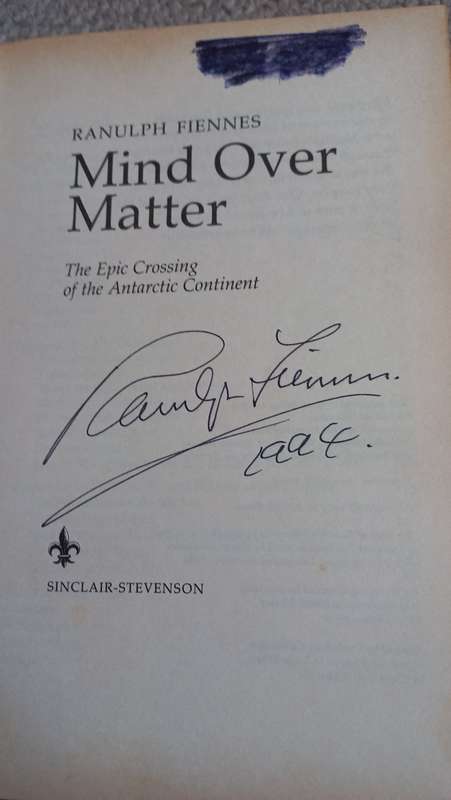 RANULPH FIENNES
Mind Over
Matter
The Epic Crossing
of the Antarctic Continent
Ranulph Fiennes.
1994.
SINCLAIR-STEVENSON